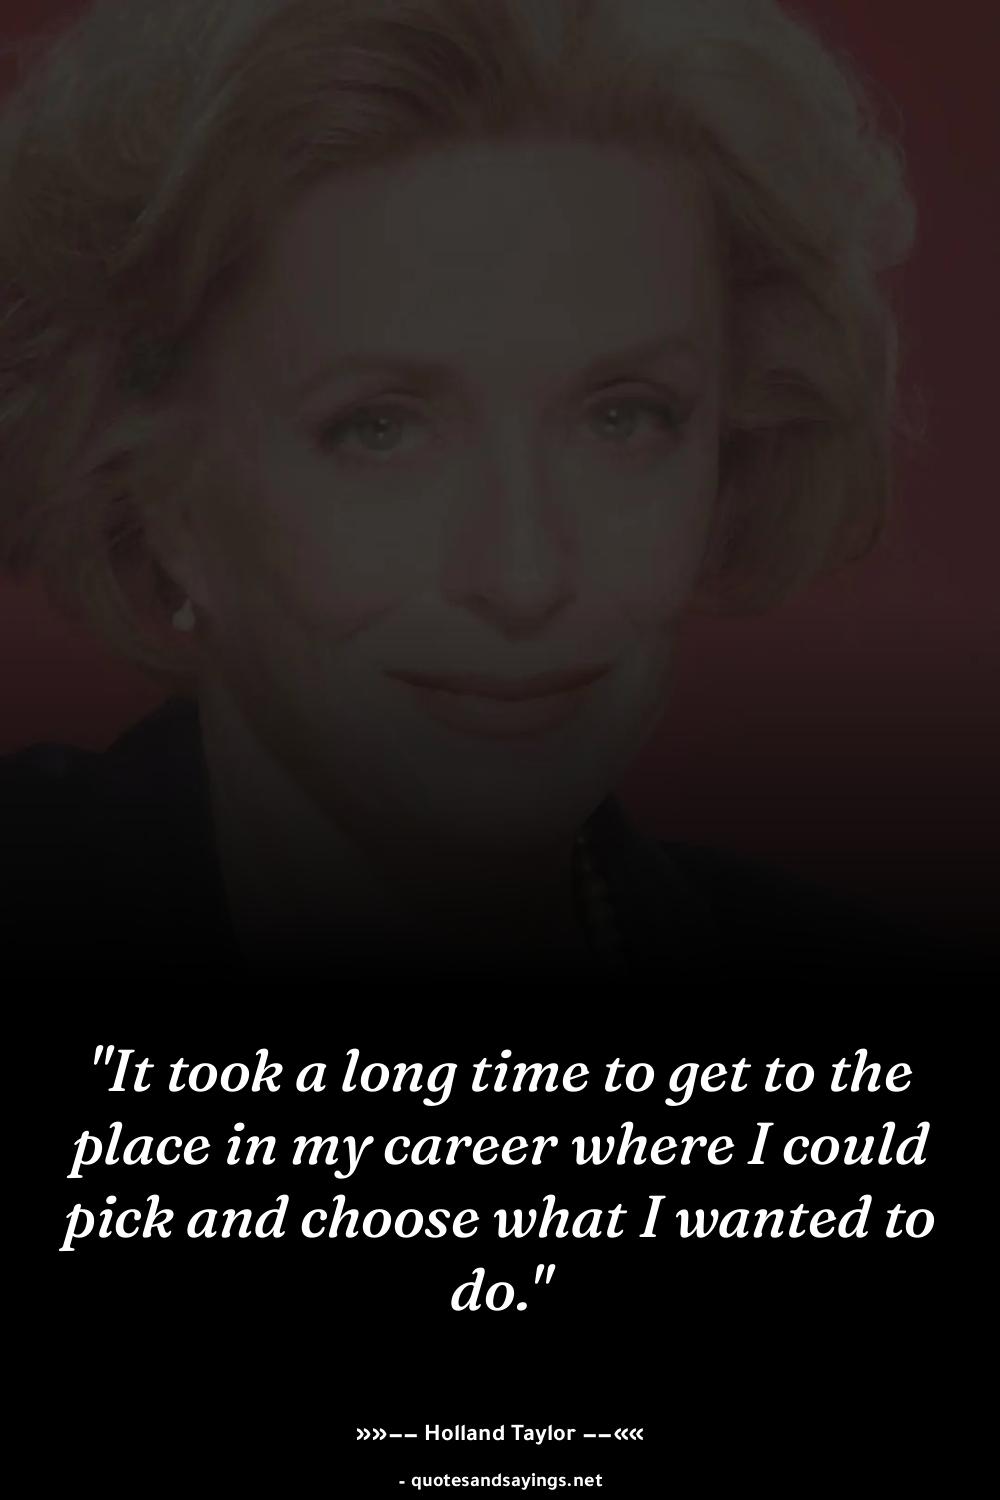 "It took a long time to get to the
place in my career where I could
pick and choose what I wanted to
do."
»»−− Holland Taylor −−««
- quotesandsayings.net